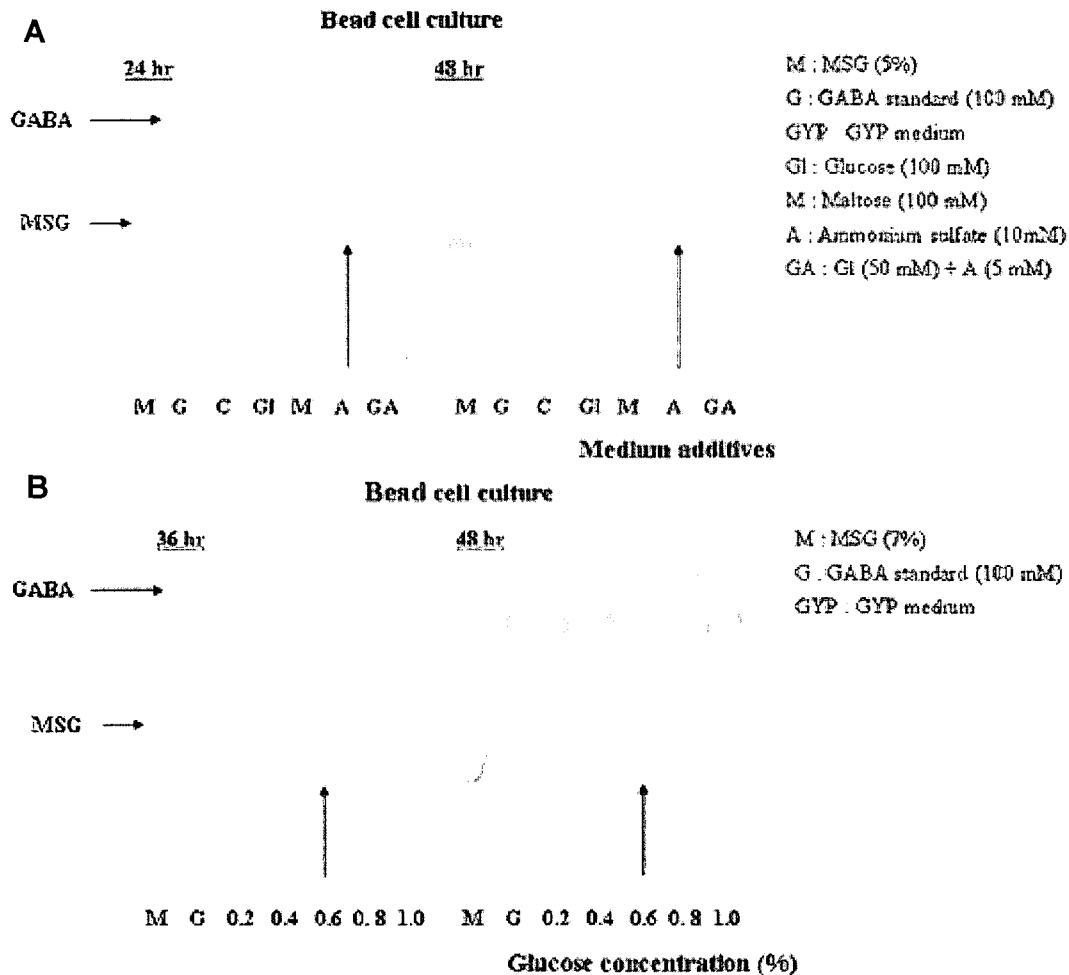 A
Bead cell culture
24 hr 48 hr
GABA
MSG
M : MSG (5%)
G : GABA standard (100 mM)
GYP GYP medium
Gl : Glucose (100 mM)
M : Maltose (100 mM)
A : Ammonium sulfate (10mM)
GA : Gl (50 mM) + A (5 mM)
M G C Gl M A GA M G C Gl M A GA
Medium additives
B
Bead cell culture
36 hr 48 hr
GABA
MSG
M : MSG (7%)
G : GABA standard (100 mM)
GYP : GYP medium
M G 0.2 0.4 0.6 0.8 1.0 M G 0.2 0.4 0.6 0.8 1.0
Glucose concentration (%)